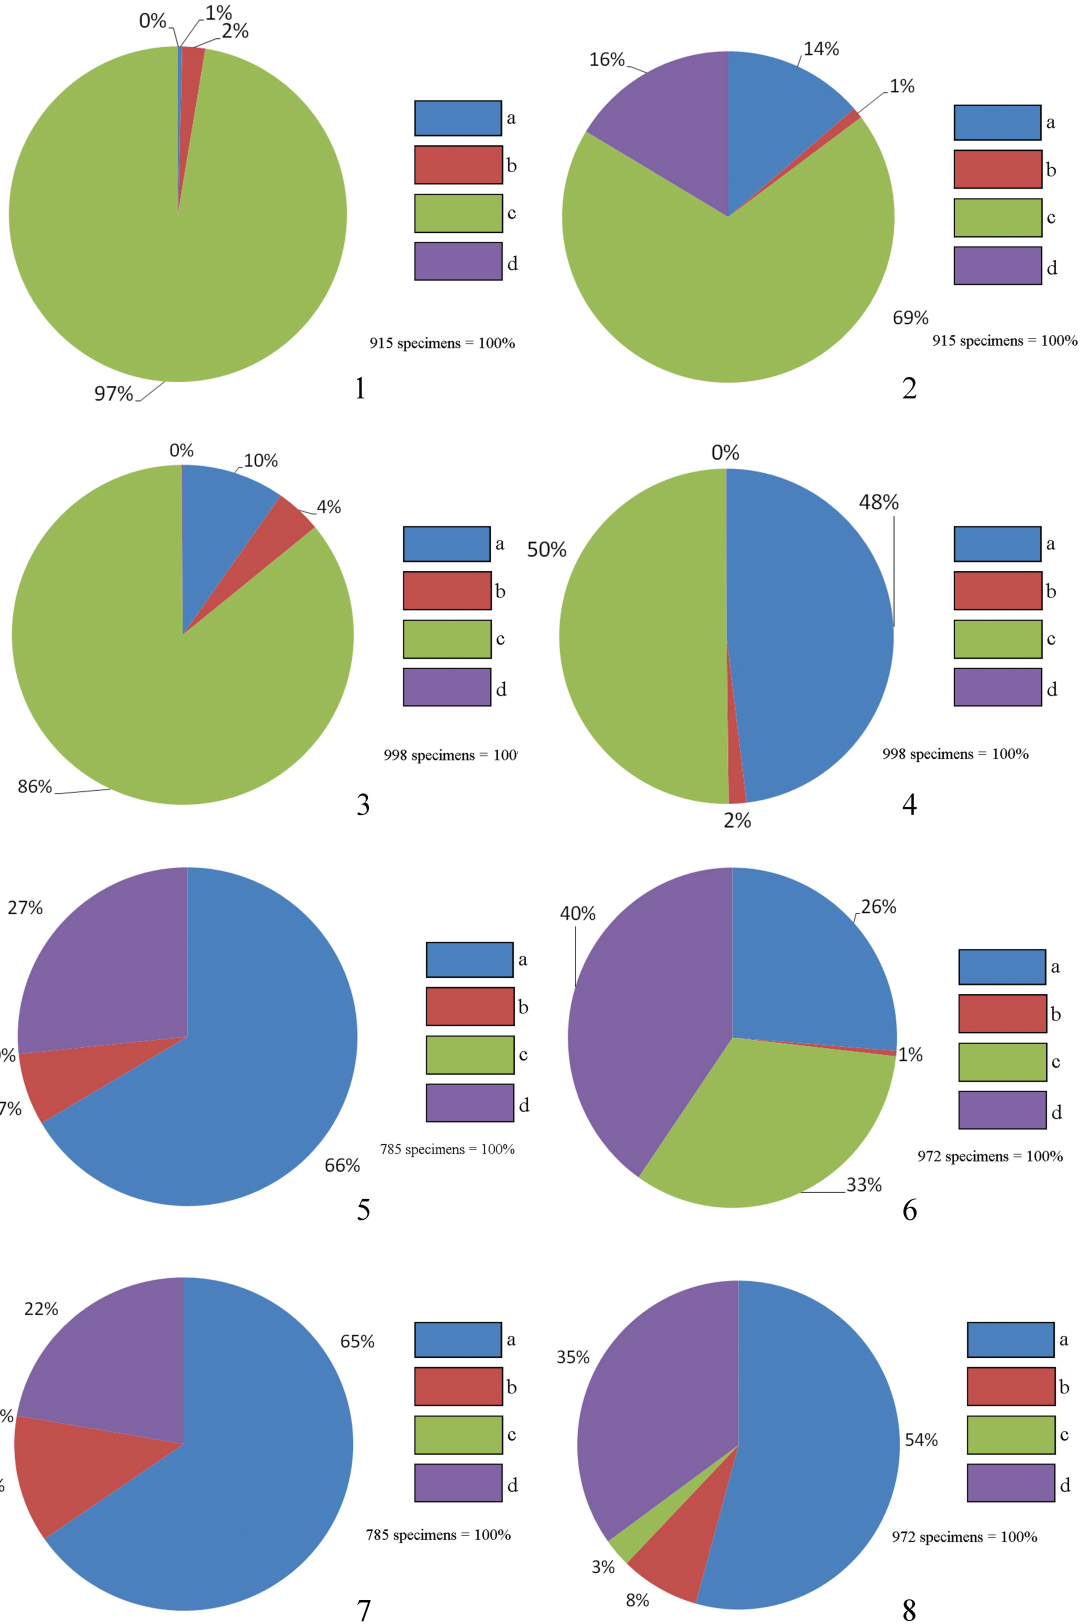 0%
1%
2%
a
b
c
d
915 specimens = 100%
97%
1
16%
14%
1%
a
b
c
d
69%
915 specimens = 100%
2
0%
10%
4%
a
b
c
d
998 specimens = 100
86%
3
0%
48%
50%
a
b
c
d
998 specimens = 100%
2%
4
27%
a
b
c
d
%
7%
785 specimens = 100%
66%
5
40%
26%
1%
a
b
c
d
972 specimens = 100%
33%
6
22%
65%
a
b
c
d
%
%
785 specimens = 100%
7
35%
54%
a
b
c
d
972 specimens = 100%
3%
8%
8